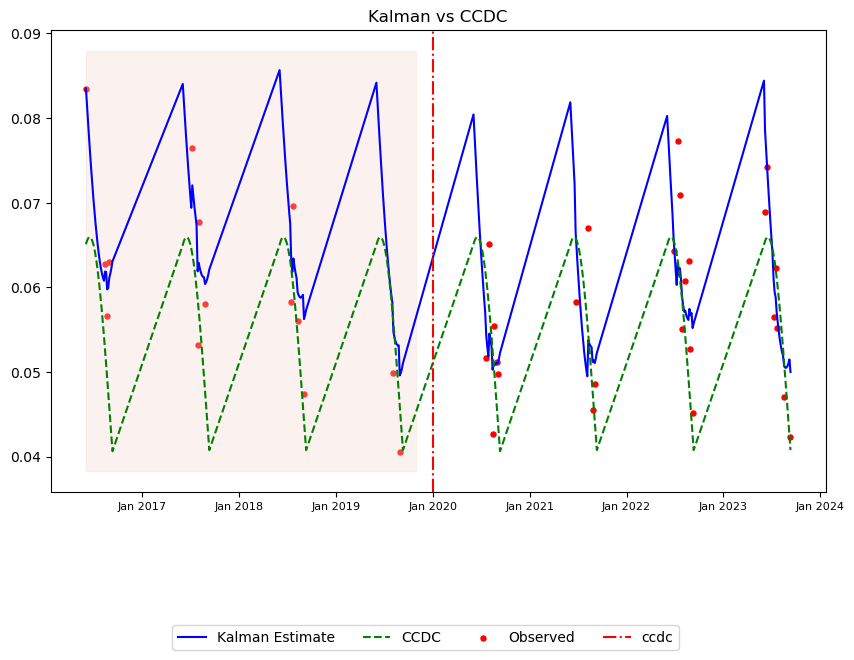 Kalman vs CCDC
0.09
0.08
0.07
0.06
0.05
0.04
Jan 2017 Jan 2018 Jan 2019 Jan 2020 Jan 2021 Jan 2022 Jan 2023 Jan 2024
Kalman Estimate CCDC Observed ccdc